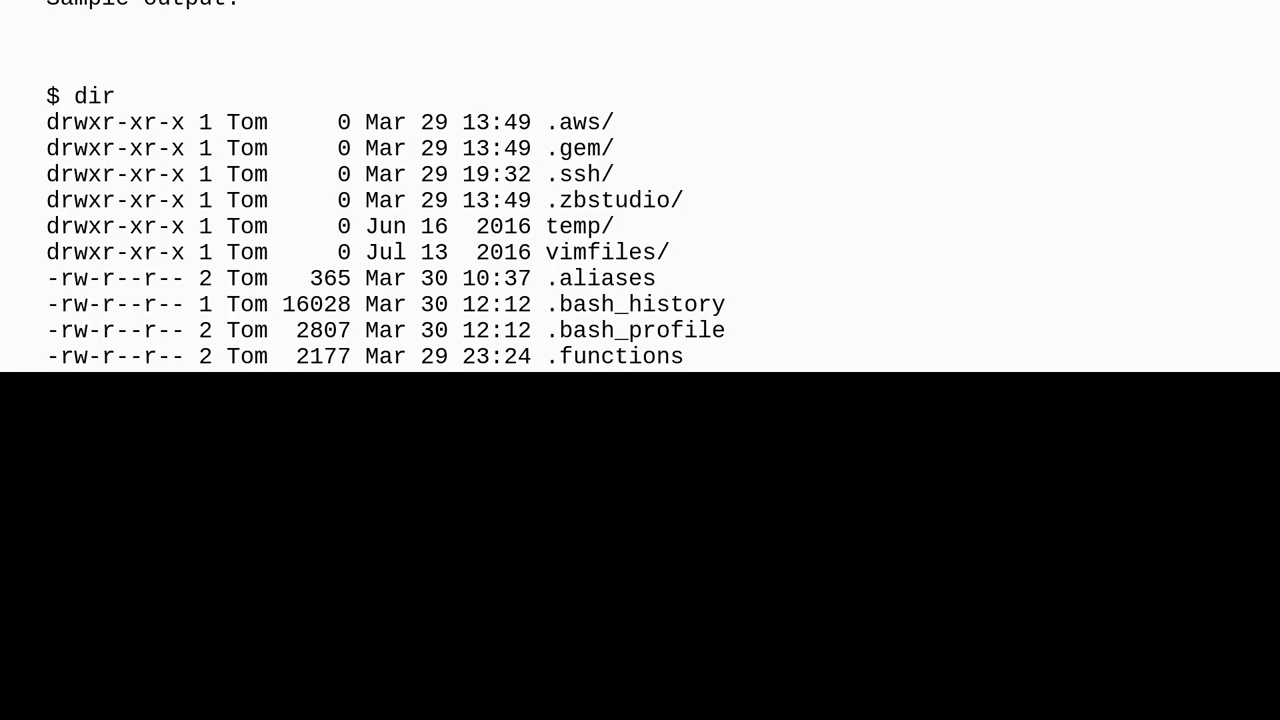 Sample output:
$ dir
drwxr-xr-x 1 Tom     0 Mar 29 13:49 .aws/
drwxr-xr-x 1 Tom     0 Mar 29 13:49 .gem/
drwxr-xr-x 1 Tom     0 Mar 29 19:32 .ssh/
drwxr-xr-x 1 Tom     0 Mar 29 13:49 .zbstudio/
drwxr-xr-x 1 Tom     0 Jun 16  2016 temp/
drwxr-xr-x 1 Tom     0 Jul 13  2016 vimfiles/
-rw-r--r-- 2 Tom   365 Mar 30 10:37 .aliases
-rw-r--r-- 1 Tom 16028 Mar 30 12:12 .bash_history
-rw-r--r-- 2 Tom  2807 Mar 30 12:12 .bash_profile
-rw-r--r-- 2 Tom  2177 Mar 29 23:24 .functions